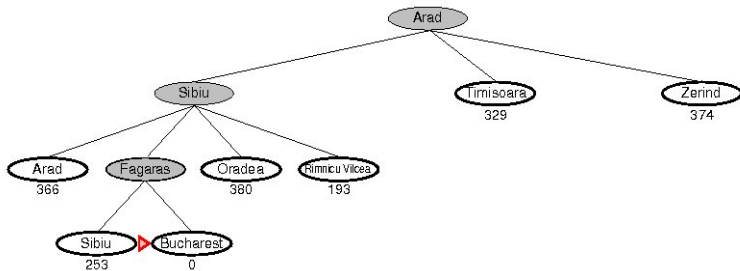 Arad
Sibiu
Timisoara
Zerind
329
374
Arad
Fagaras
Oradea
Rimnicu Vilcea
366
380
193
Sibiu
Bucharest
253
0